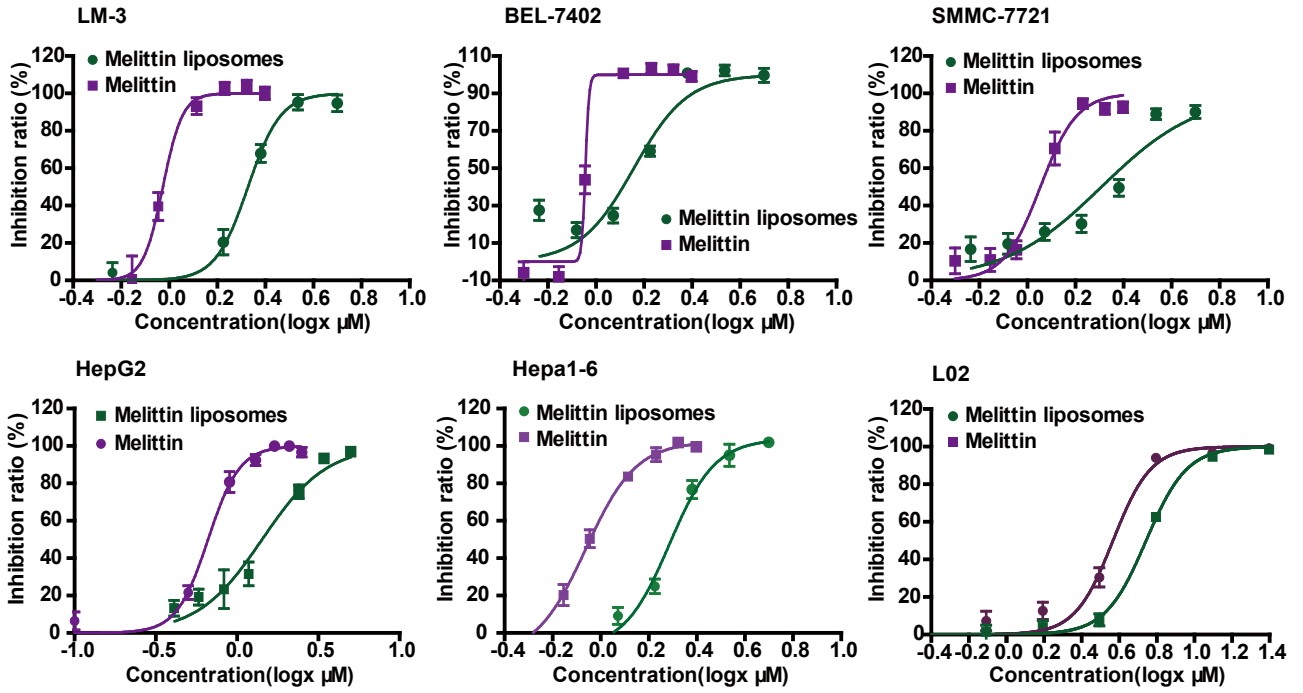 LM-3
Inhibition ratio (%)
120
100
80
60
40
20
0
Melittin liposomes
Melittin
-0.4 -0.2 0.0 0.2 0.4 0.6 0.8 1.0
Concentration(logx μM)
BEL-7402
Inhibition ratio (%)
110
90
70
50
30
10
-10
Melittin liposomes
Melittin
-0.4 -0.2 0.0 0.2 0.4 0.6 0.8 1.0
Concentration(logx μM)
SMMC-7721
Inhibition ratio (%)
120
100
80
60
40
20
0
Melittin liposomes
Melittin
-0.4 -0.2 0.0 0.2 0.4 0.6 0.8 1.0
Concentration(logx μM)
HepG2
Inhibition ratio (%)
120
100
80
60
40
20
0
Melittin liposomes
Melittin
-1.0 -0.5 0.0 0.5 1.0
Concentration(logx μM)
Hepa1-6
Inhibition ratio (%)
120
100
80
60
40
20
0
Melittin liposomes
Melittin
-0.4 -0.2 0.0 0.2 0.4 0.6 0.8 1.0
Concentration(logx μM)
L02
Inhibition ratio (%)
120
100
80
60
40
20
0
Melittin liposomes
Melittin
-0.4 -0.2 0.0 0.2 0.4 0.6 0.8 1.0 1.2 1.4
Concentration(logx μM)